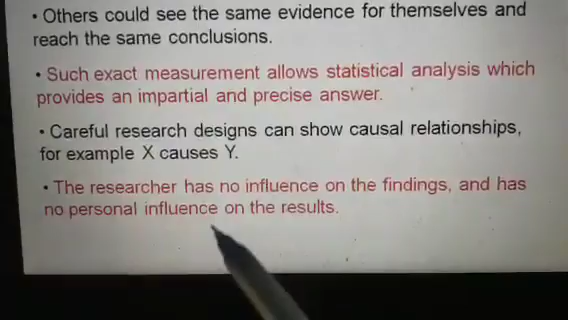 • Others could see the same evidence for themselves and
reach the same conclusions.
• Such exact measurement allows statistical analysis which
provides an impartial and precise answer.
• Careful research designs can show causal relationships,
for example X causes Y.
• The researcher has no influence on the findings, and has
no personal influence on the results.